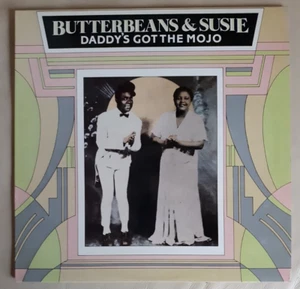 BUTTERBEANS & SUSIE
DADDY'S GOT THE MOJO